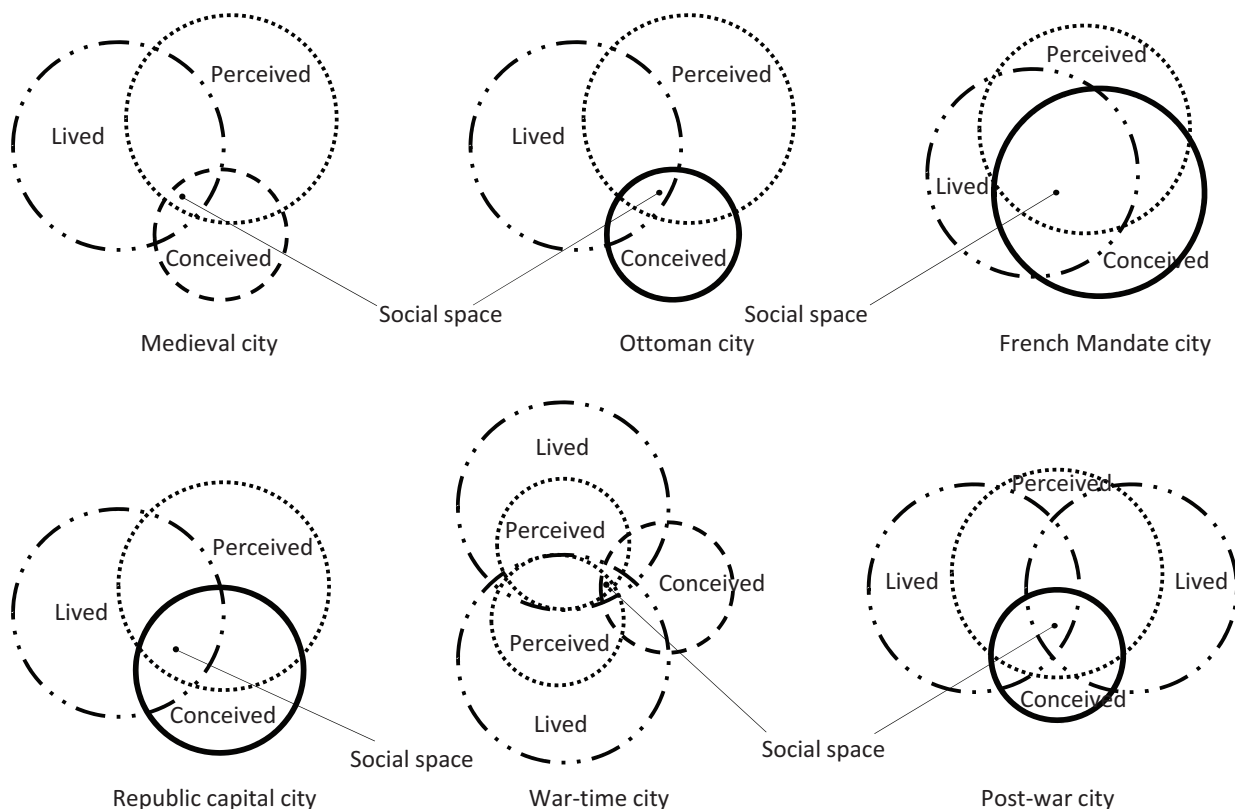 Perceived
Lived
Conceived
Perceived
Lived
Conceived
Perceived
Lived
Conceived
Social space
Social space
Medieval city
Ottoman city
French Mandate city
Perceived
Lived
Conceived
Social space
Lived
Perceived
Conceived
Perceived
Lived
Perceived
Lived
Lived
Conceived
Social space
Republic capital city
War-time city
Post-war city